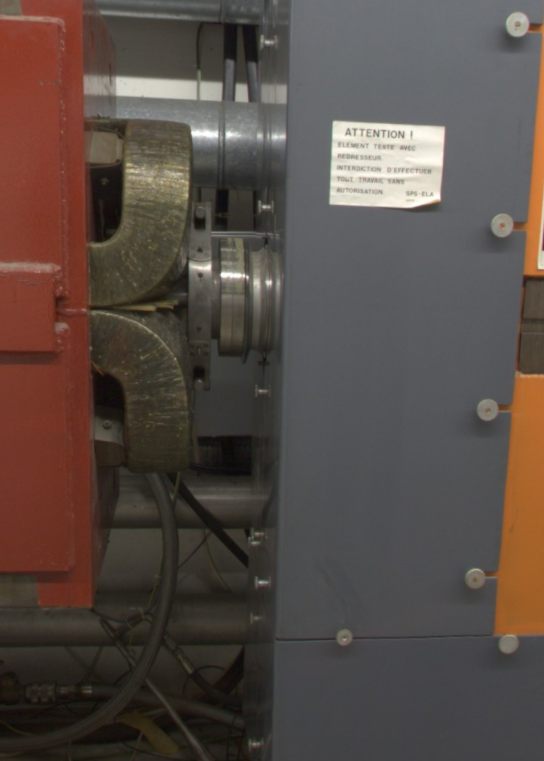 ATTENTION !
ELEMENT TESTE AVEC
REDRESSEUR
INTERDICTION D'EFFECTUER
TOUT TRAVAIL SANS
AUTORISATION SPS-ELA